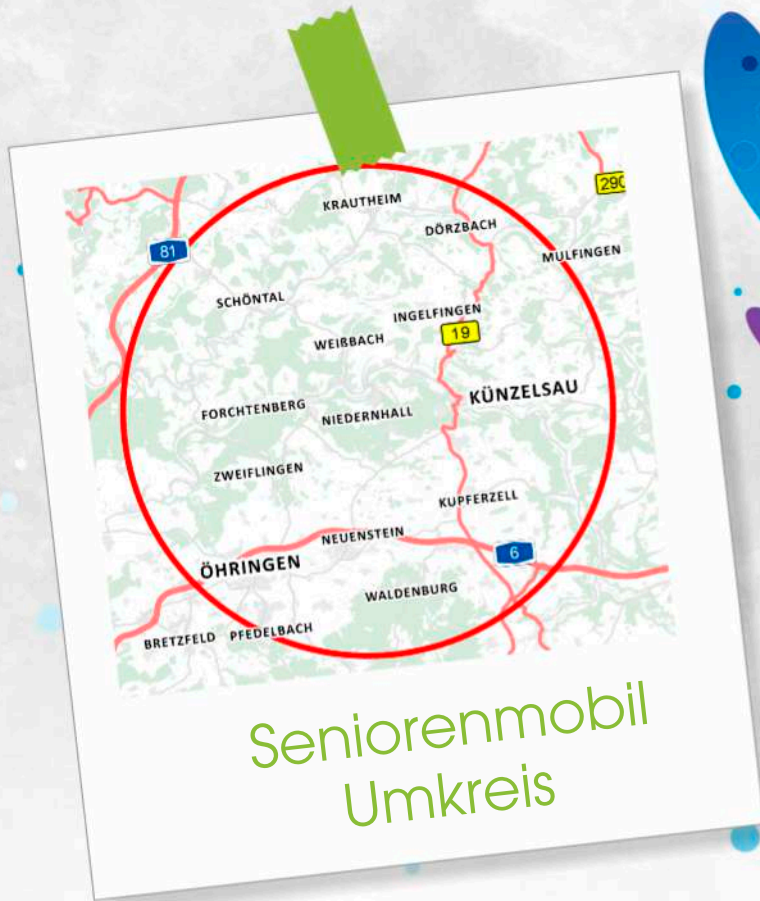 KRAUTHEIM
290
DÖRZBACH
81
MULFINGEN
SCHÖNTAL
INGELFINGEN
19
WEIßBACH
KÜNZELSAU
FORCHTENBERG
NIEDERNHALL
ZWEIFLINGEN
KUPFERZELL
NEUENSTEIN
6
ÖHRINGEN
WALDENBURG
BRETZFELD PFEDELBACH
Seniorenmobil
Umkreis